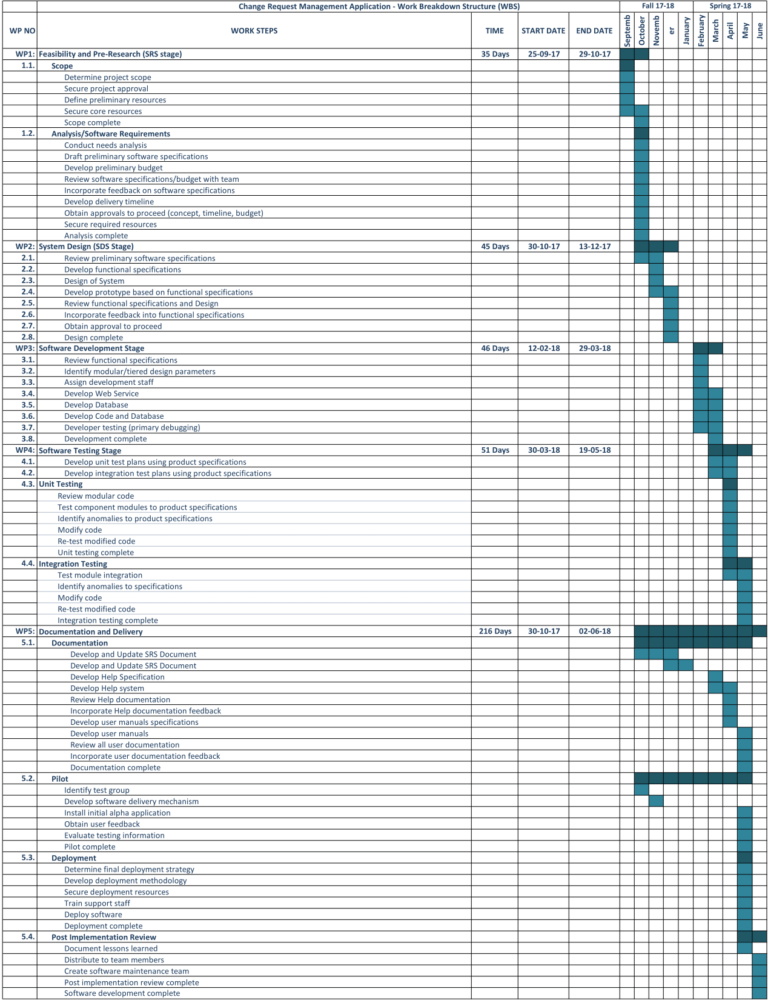 Change Request Management Application - Work Breakdown Structure (WBS) Fall 17-18 Spring 17-18
WP NO WORK STEPS TIME START DATE END DATE Septemb October Novemb er January February March April May June
WP1: Feasibility and Pre-Research (SRS stage) 35 Days 25-09-17 29-10-17
1.1. Scope
Determine project scope
Secure project approval
Define preliminary resources
Secure core resources
Scope complete
1.2. Analysis/Software Requirements
Conduct needs analysis
Draft preliminary software specifications
Develop preliminary budget
Review software specifications/budget with team
Incorporate feedback on software specifications
Develop delivery timeline
Obtain approvals to proceed (concept, timeline, budget)
Secure required resources
Analysis complete
WP2: System Design (SDS Stage) 45 Days 30-10-17 13-12-17
2.1. Review preliminary software specifications
2.2. Develop functional specifications
2.3. Design of System
2.4. Develop prototype based on functional specifications
2.5. Review functional specifications and Design
2.6. Incorporate feedback into functional specifications
2.7. Obtain approval to proceed
2.8. Design complete
WP3: Software Development Stage 46 Days 12-02-18 29-03-18
3.1. Review functional specifications
3.2. Identify modular/tiered design parameters
3.3. Assign development staff
3.4. Develop Web Service
3.5. Develop Database
3.6. Develop Code and Database
3.7. Developer testing (primary debugging)
3.8. Development complete
WP4: Software Testing Stage 51 Days 30-03-18 19-05-18
4.1. Develop unit test plans using product specifications
4.2. Develop integration test plans using product specifications
4.3. Unit Testing
Review modular code
Test component modules to product specifications
Identify anomalies to product specifications
Modify code
Re-test modified code
Unit testing complete
4.4. Integration Testing
Test module integration
Identify anomalies to specifications
Modify code
Re-test modified code
Integration testing complete
WP5: Documentation and Delivery 216 Days 30-10-17 02-06-18
5.1. Documentation
Develop and Update SRS Document
Develop and Update SRS Document
Develop Help Specification
Develop Help system
Review Help documentation
Incorporate Help documentation feedback
Develop user manuals specifications
Develop user manuals
Review all user documentation
Incorporate user documentation feedback
Documentation complete
5.2. Pilot
Identify test group
Develop software delivery mechanism
Install initial alpha application
Obtain user feedback
Evaluate testing information
Pilot complete
5.3. Deployment
Determine final deployment strategy
Develop deployment methodology
Secure deployment resources
Train support staff
Deploy software
Deployment complete
5.4. Post Implementation Review
Document lessons learned
Distribute to team members
Create software maintenance team
Post implementation review complete
Software development complete